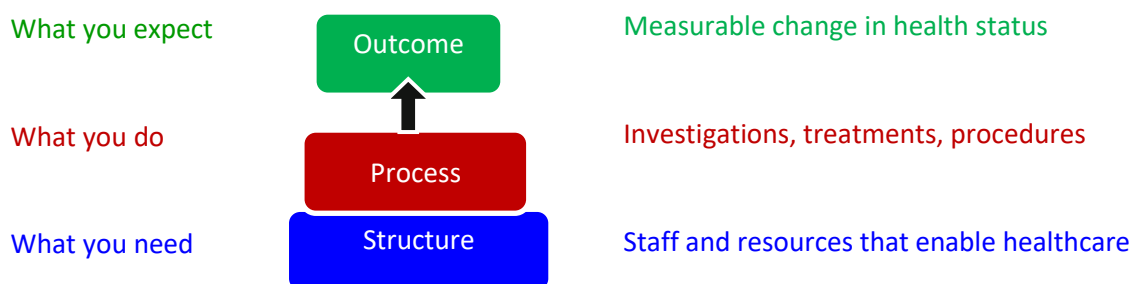 What you expect
Outcome
Measurable change in health status
What you do
Process
Investigations, treatments, procedures
What you need
Structure
Staff and resources that enable healthcare